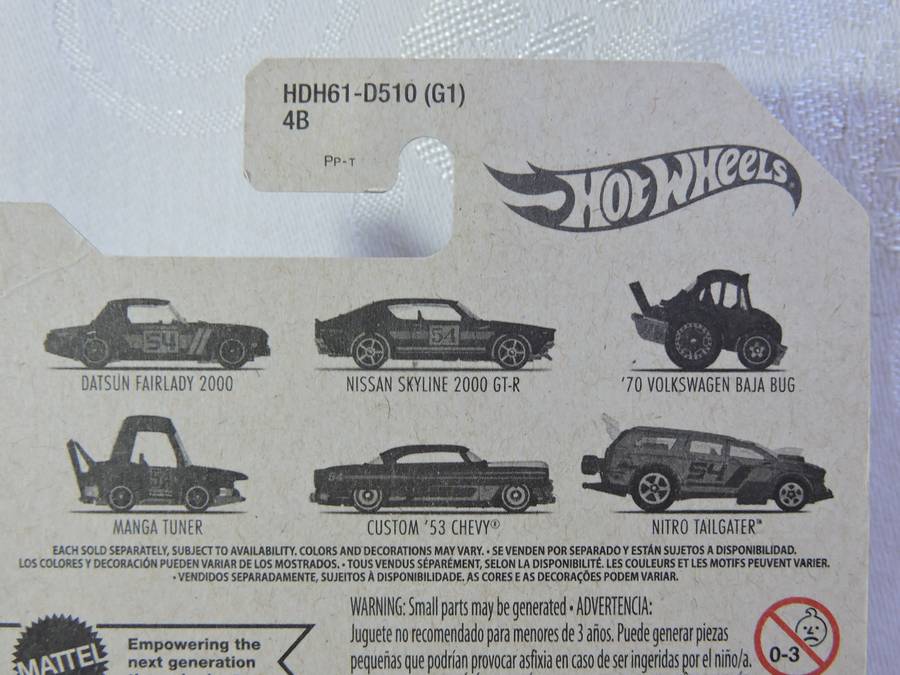 HDH61-D510 (G1)
4B
PP-T
HOT WHEELS
54
54
DATSUN FAIRLADY 2000
NISSAN SKYLINE 2000 GT-R
'70 VOLKSWAGEN BAJA BUG
54
54
MANGA TUNER
CUSTOM '53 CHEVY®
NITRO TAILGATER™
EACH SOLD SEPARATELY, SUBJECT TO AVAILABILITY. COLORS AND DECORATIONS MAY VARY. • SE VENDEN POR SEPARADO Y ESTÁN SUJETOS A DISPONIBILIDAD.
LOS COLORES Y DECORACIÓN PUEDEN VARIAR DE LOS MOSTRADOS. • TOUS VENDUS SÉPARÉMENT, SELON LA DISPONIBILITÉ. LES COULEURS ET LES MOTIFS PEUVENT VARIER.
• VENDIDOS SEPARADAMENTE, SUJEITOS À DISPONIBILIDADE. AS CORES E AS DECORAÇÕES PODEM VARIAR.
WARNING: Small parts may be generated • ADVERTENCIA:
Juguete no recomendado para menores de 3 años. Puede generar piezas
pequeñas que podrían provocar asfixia en caso de ser ingeridas por el niño/a.
0-3
MATTEL
Empowering the
next generation